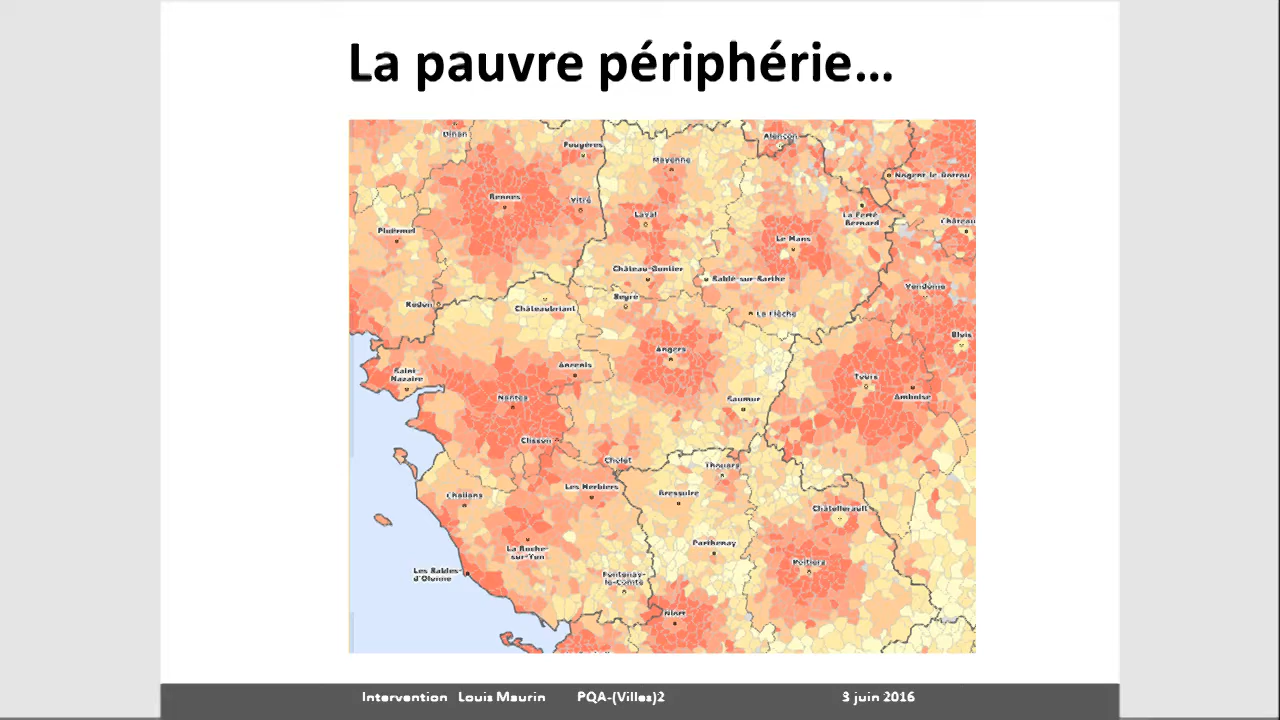 La pauvre périphérie...
Dinan
Fougères
Mayenne
Alençon
Nogent-le-Rotrou
Rennes
Vitré
Laval
La Ferté-
Bernard
Château
Ploërmel
Le Mans
Château-Gontier
Sablé-sur-Sarthe
Vendôme
Redon
Segré
Châteaubriant
La Flèche
Blois
Angers
Ancenis
Saint-
Nazaire
Tours
Amboise
Nantes
Saumur
Clisson
Cholet
Thouars
Les Herbiers
Challans
Bressuire
Châtellerault
La Roche-
sur-Yon
Parthenay
Poitiers
Les Sables-
d'Olonne
Fontenay-
le-Comte
Niort
Intervention Louis Maurin PQA-(Villes)2 3 juin 2016